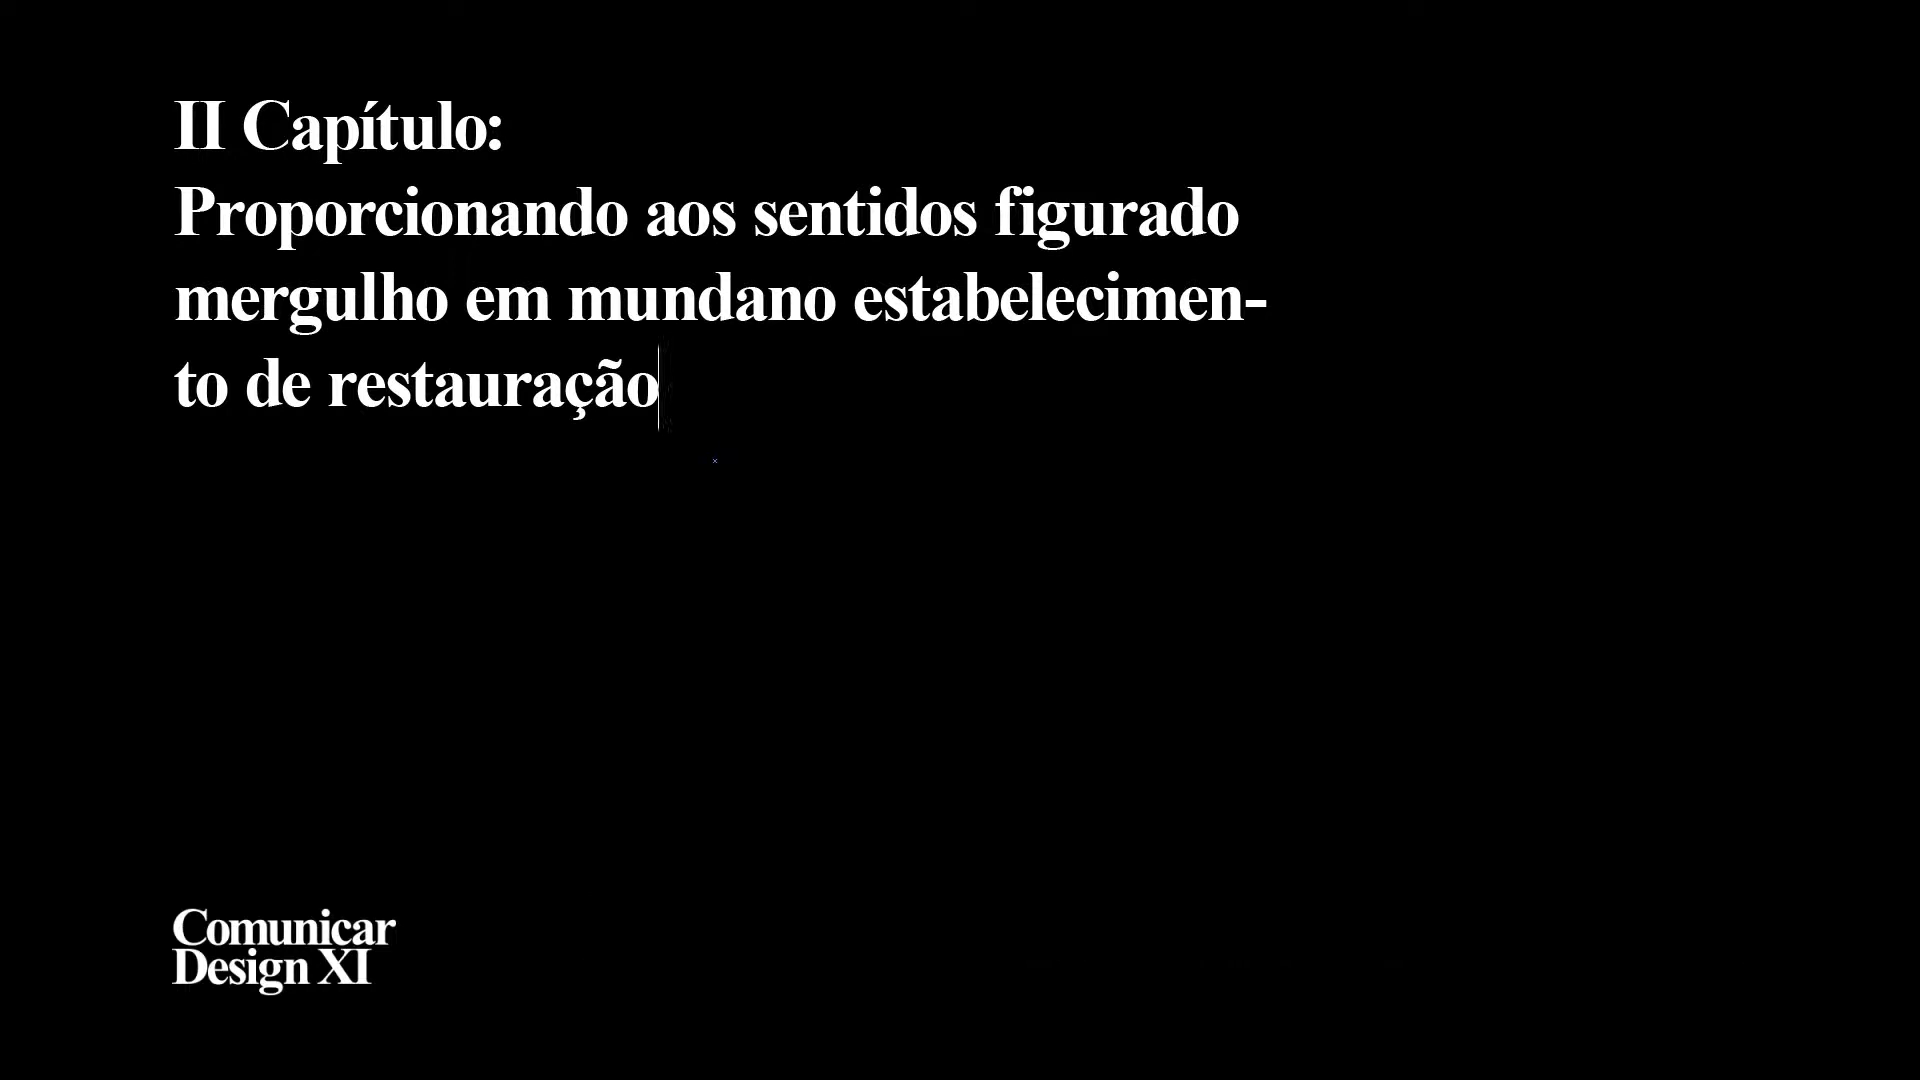 II Capítulo:
Proporcionando aos sentidos figurado
mergulho em mundano estabelecimen-
to de restauração
Comunicar
Design XI